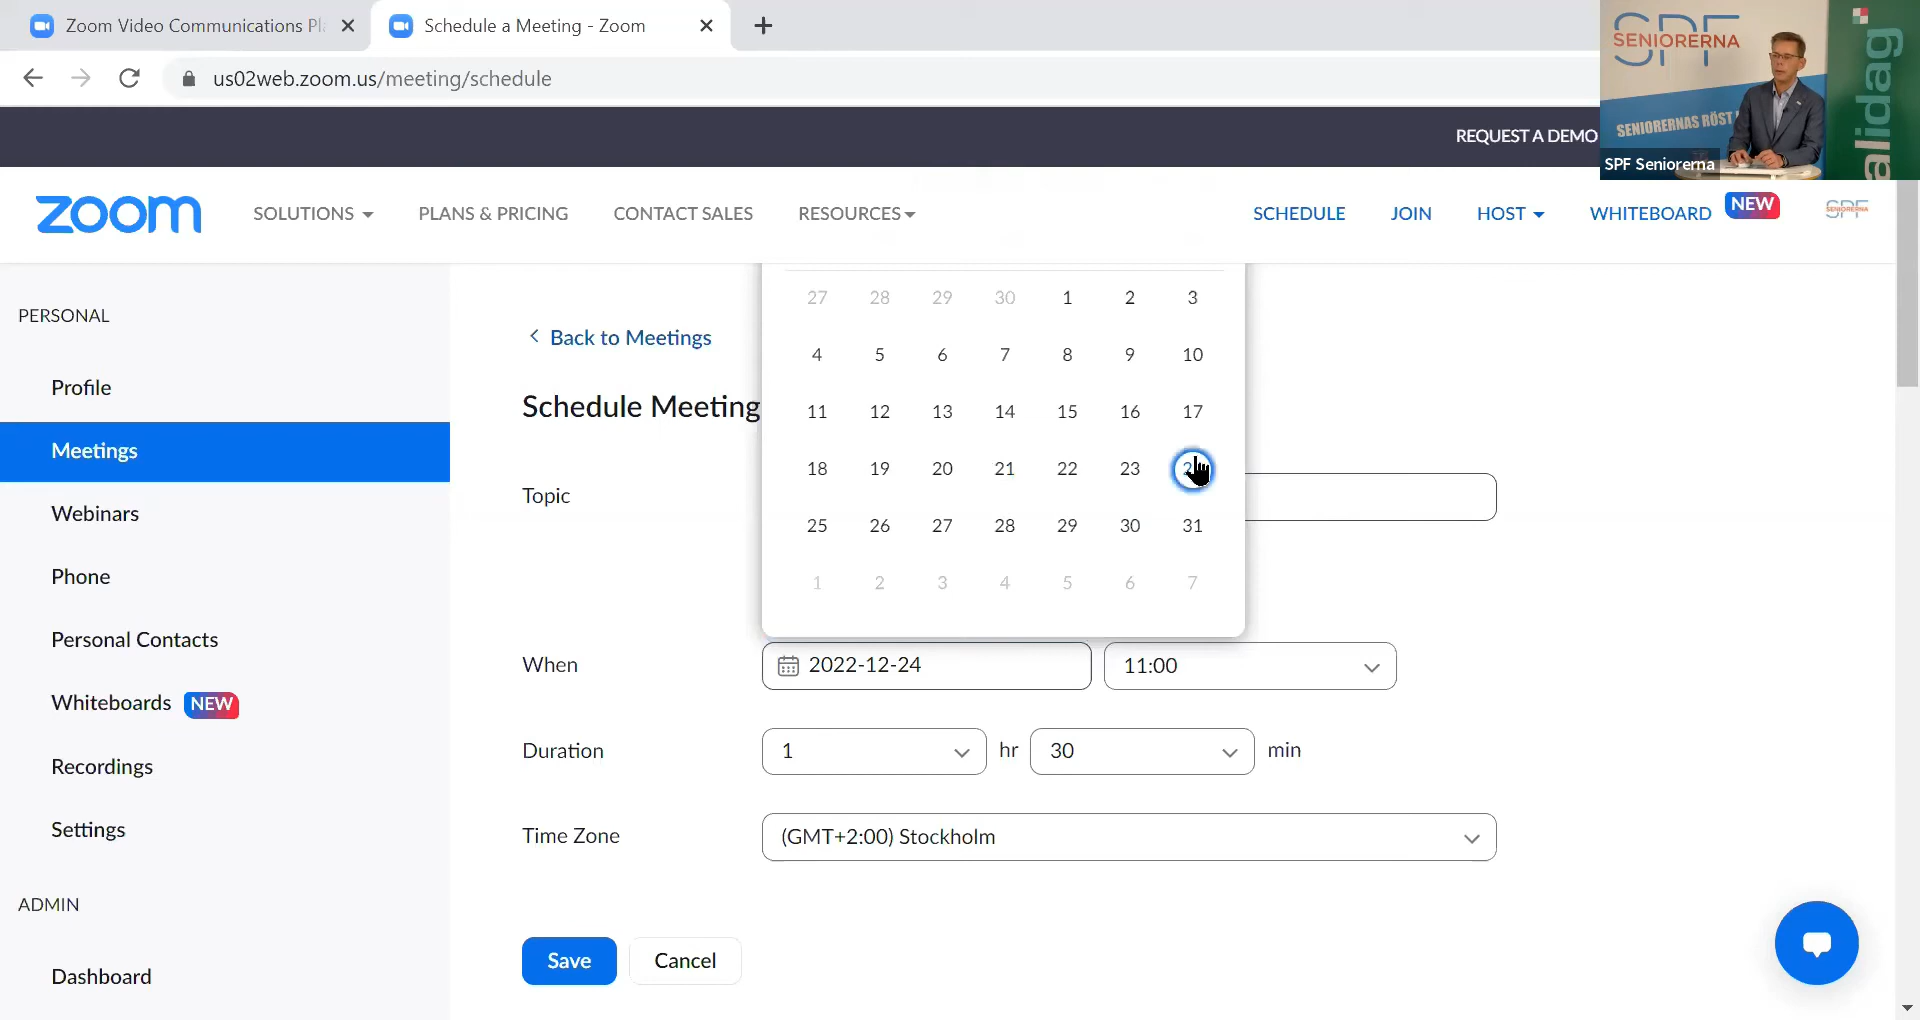 Zoom Video Communications Pl
Schedule a Meeting - Zoom
us02web.zoom.us/meeting/schedule
REQUEST A DEMO
SPF
SENIORERNA
SENIORERNAS RÖST
SPF Seniorerna
alidag
zoom
SOLUTIONS
PLANS & PRICING
CONTACT SALES
RESOURCES
SCHEDULE
JOIN
HOST
WHITEBOARD
NEW
SPF
SENIORERNA
PERSONAL
Profile
Meetings
Webinars
Phone
Personal Contacts
Whiteboards NEW
Recordings
Settings
ADMIN
Dashboard
Back to Meetings
Schedule Meeting
27 28 29 30 1 2 3
4 5 6 7 8 9 10
11 12 13 14 15 16 17
18 19 20 21 22 23
25 26 27 28 29 30 31
1 2 3 4 5 6 7
Topic
When 2022-12-24 11:00
Duration 1 hr 30 min
Time Zone (GMT+2:00) Stockholm
Save Cancel